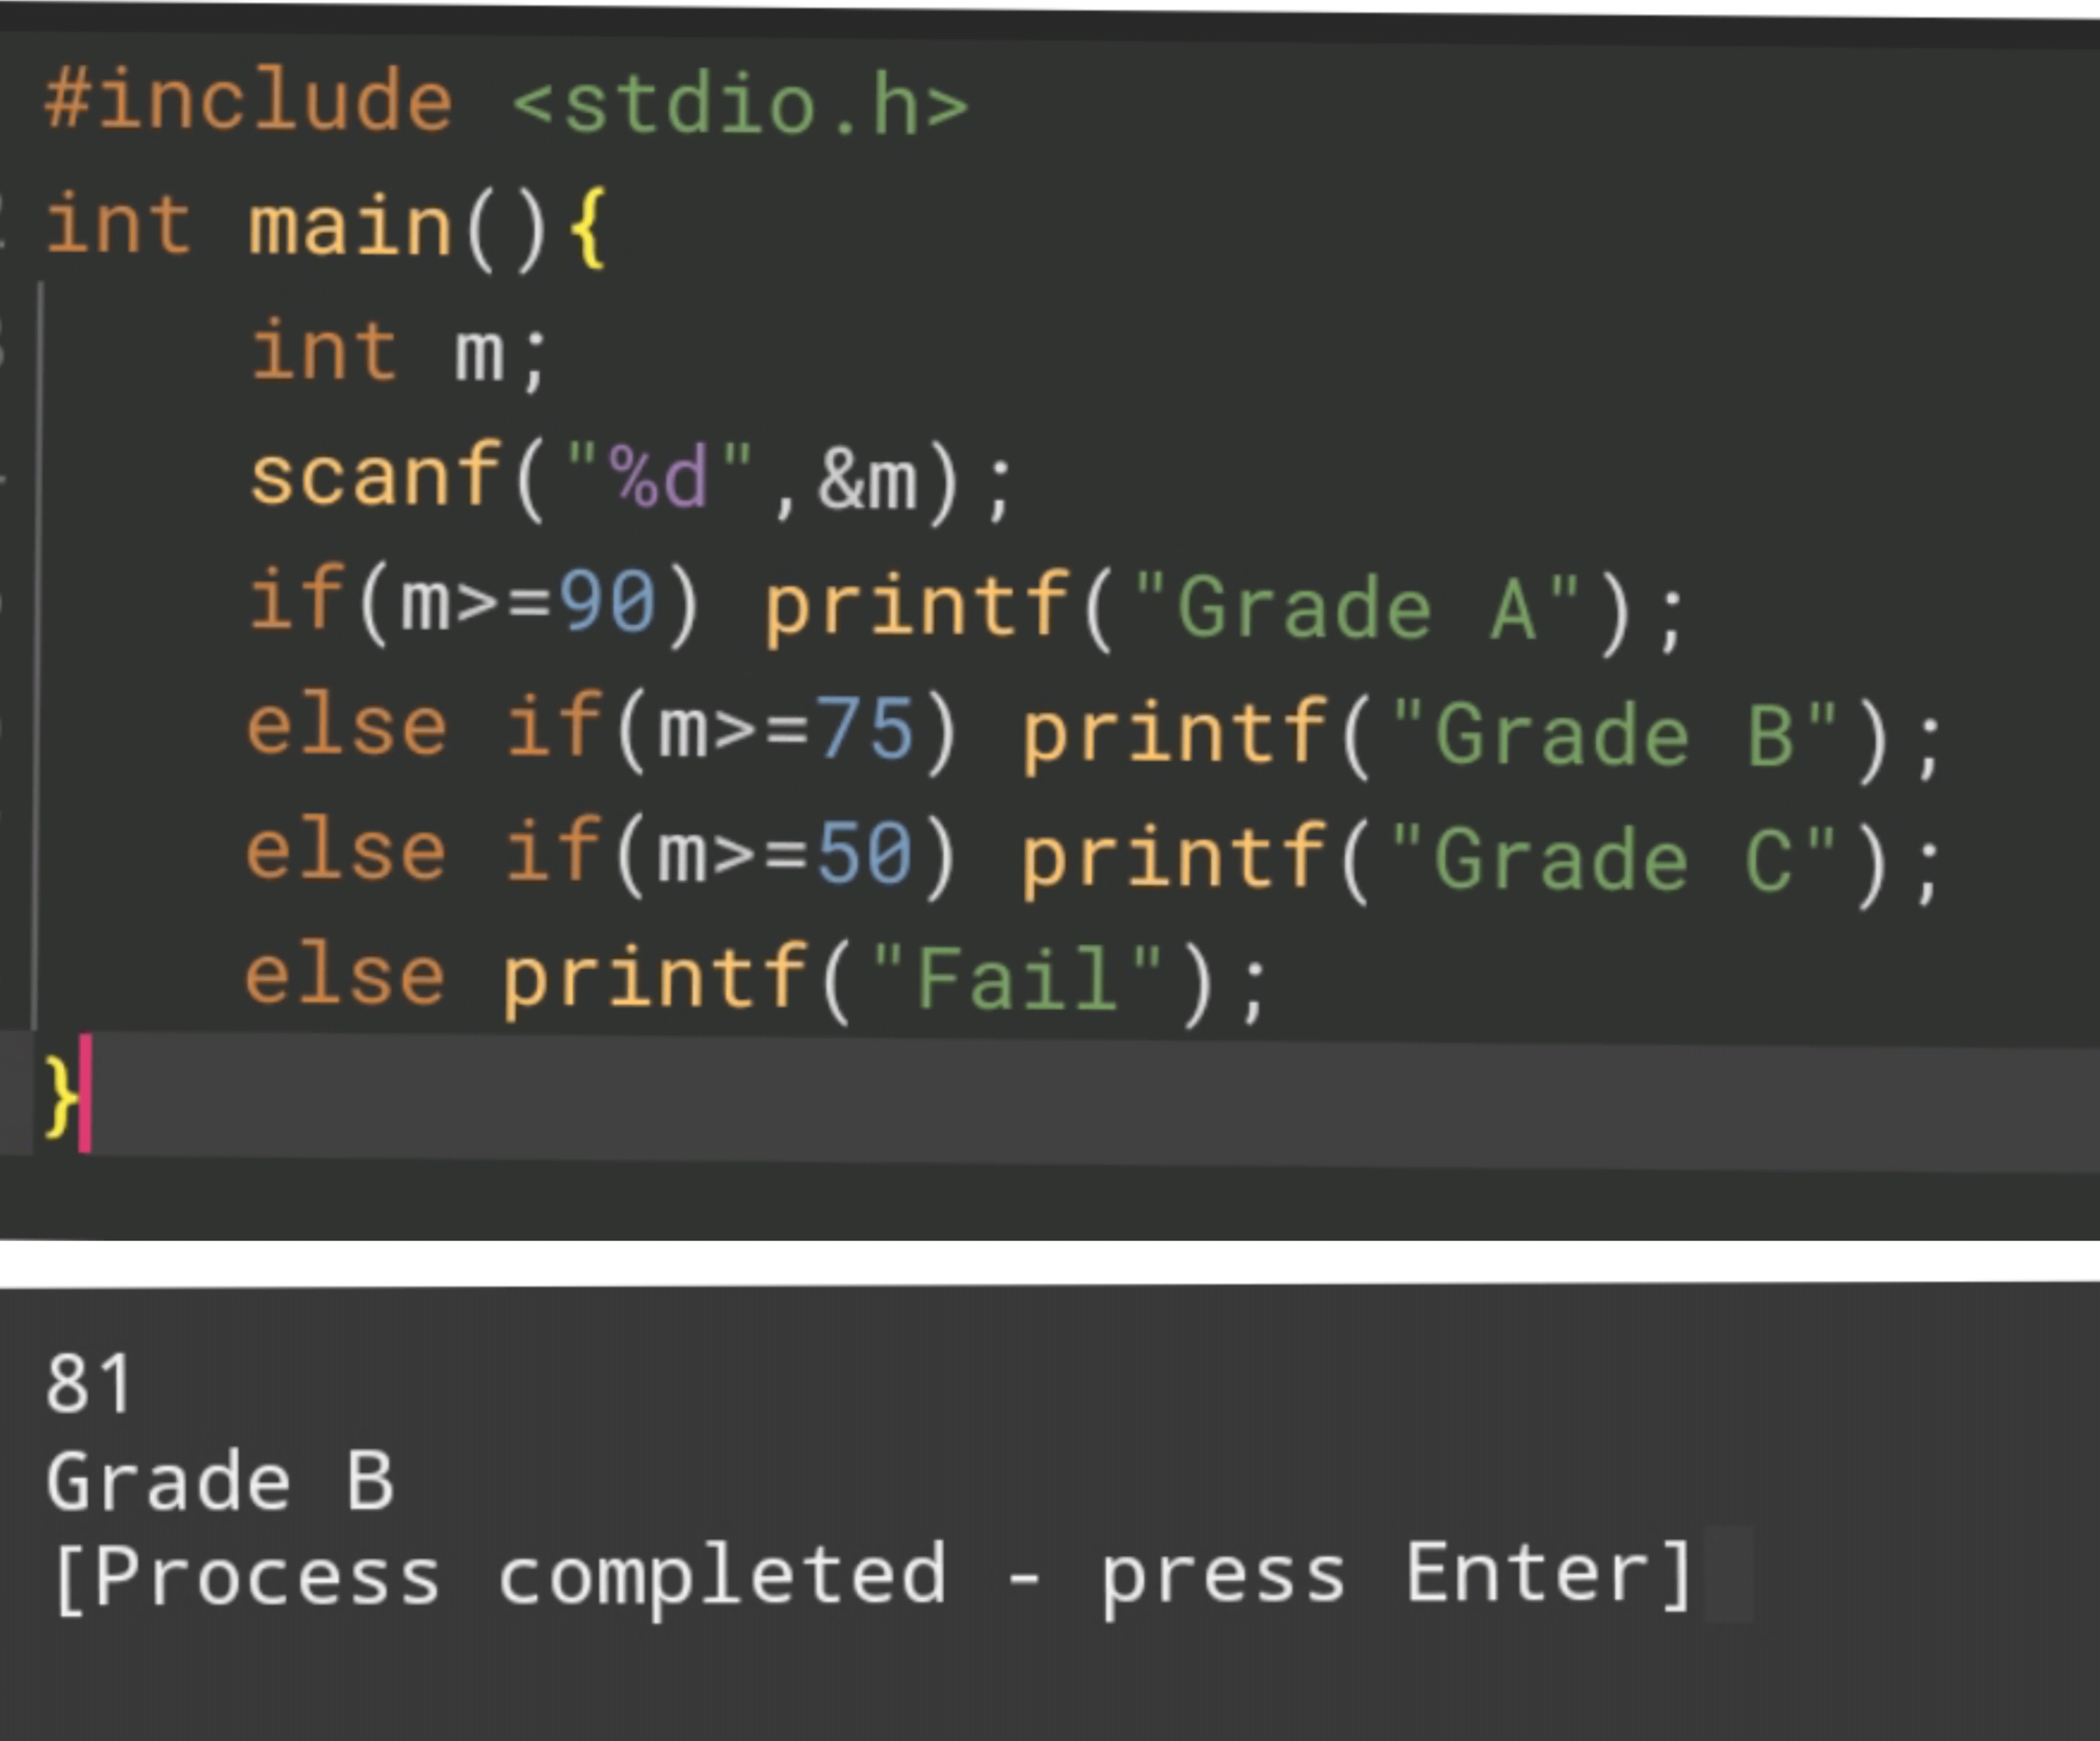 #include <stdio.h>
int main(){
    int m;
    scanf("%d",&m);
    if(m>=90) printf("Grade A");
    else if(m>=75) printf("Grade B");
    else if(m>=50) printf("Grade C");
    else printf("Fail");
}
81
Grade B
[Process completed - press Enter]